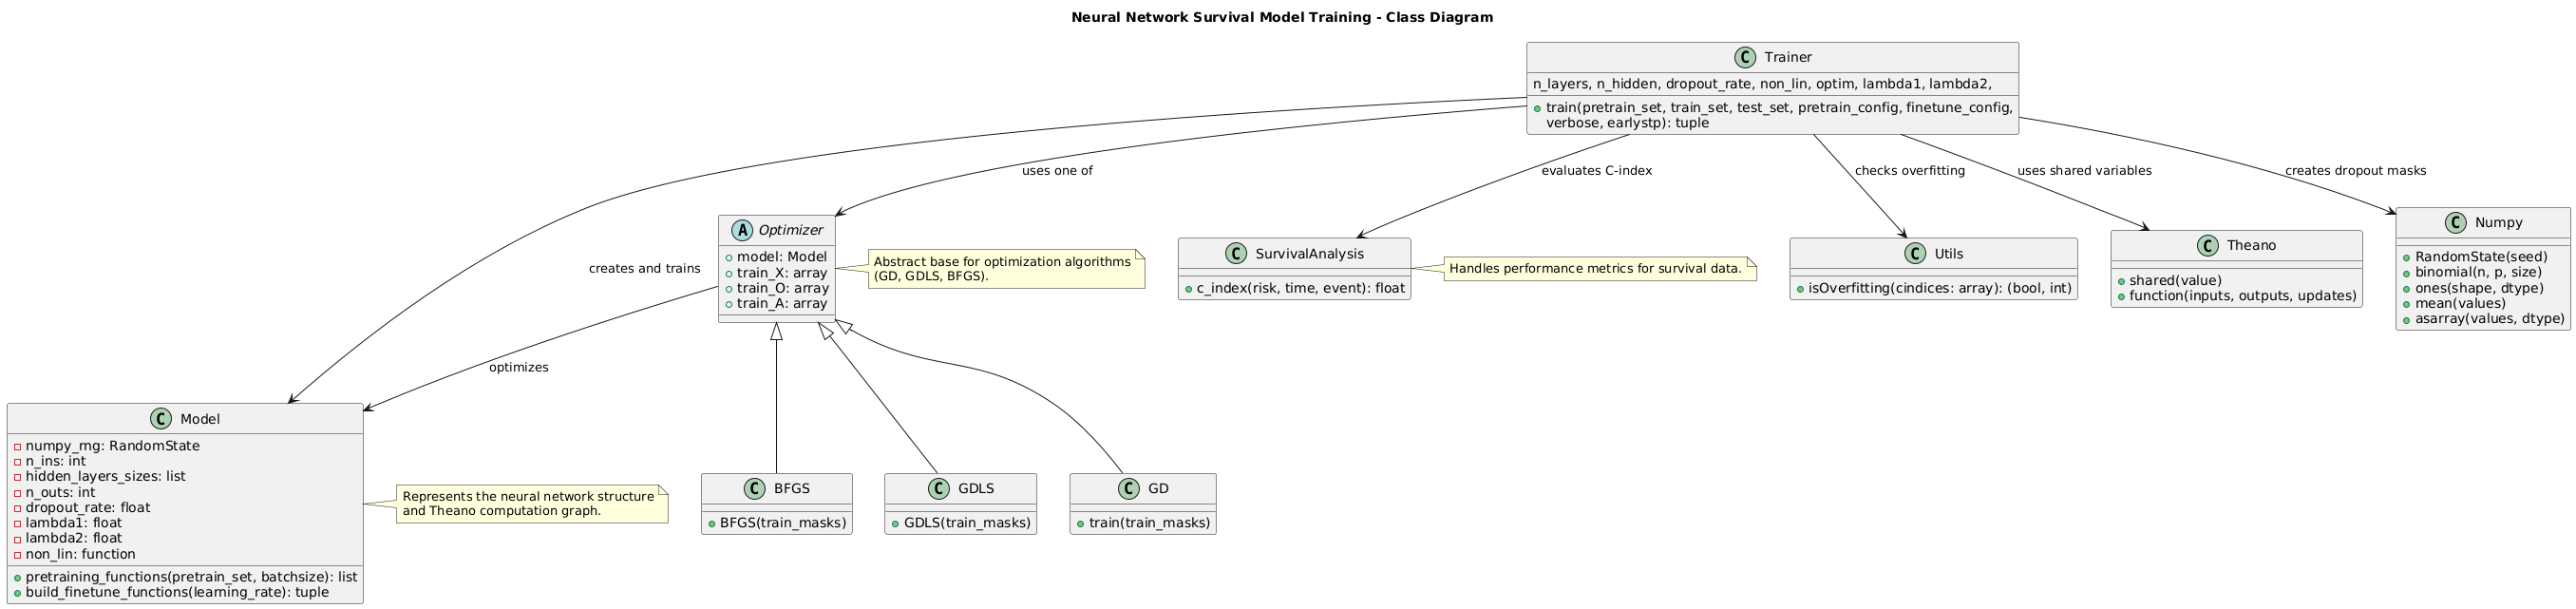 Neural Network Survival Model Training - Class Diagram
C Trainer
n_layers, n_hidden, dropout_rate, non_lin, optim, lambda1, lambda2,
train(pretrain_set, train_set, test_set, pretrain_config, finetune_config,
verbose, earlystp): tuple
uses one of
evaluates C-index
checks overfitting
uses shared variables
creates dropout masks
creates and trains
A Optimizer
model: Model
train_X: array
train_O: array
train_A: array
Abstract base for optimization algorithms
(GD, GDLS, BFGS).
C SurvivalAnalysis
c_index(risk, time, event): float
Handles performance metrics for survival data.
C Utils
isOverfitting(cindices: array): (bool, int)
C Theano
shared(value)
function(inputs, outputs, updates)
C Numpy
RandomState(seed)
binomial(n, p, size)
ones(shape, dtype)
mean(values)
asarray(values, dtype)
optimizes
C Model
numpy_rng: RandomState
n_ins: int
hidden_layers_sizes: list
n_outs: int
dropout_rate: float
lambda1: float
lambda2: float
non_lin: function
pretraining_functions(pretrain_set, batchsize): list
build_finetune_functions(learning_rate): tuple
Represents the neural network structure
and Theano computation graph.
C BFGS
BFGS(train_masks)
C GDLS
GDLS(train_masks)
C GD
train(train_masks)